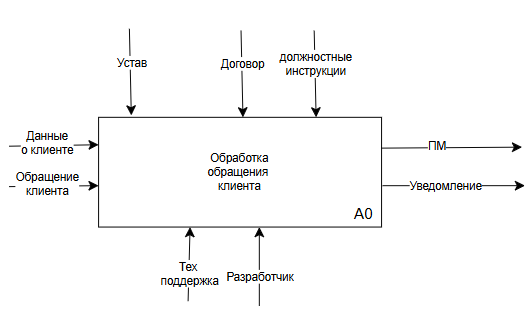 Устав
Договор
должностные
инструкции
Данные
о клиенте
Обращение
клиента
Обработка
обращения
клиента
A0
ПМ
Уведомление
Тех
поддержка
Разработчик